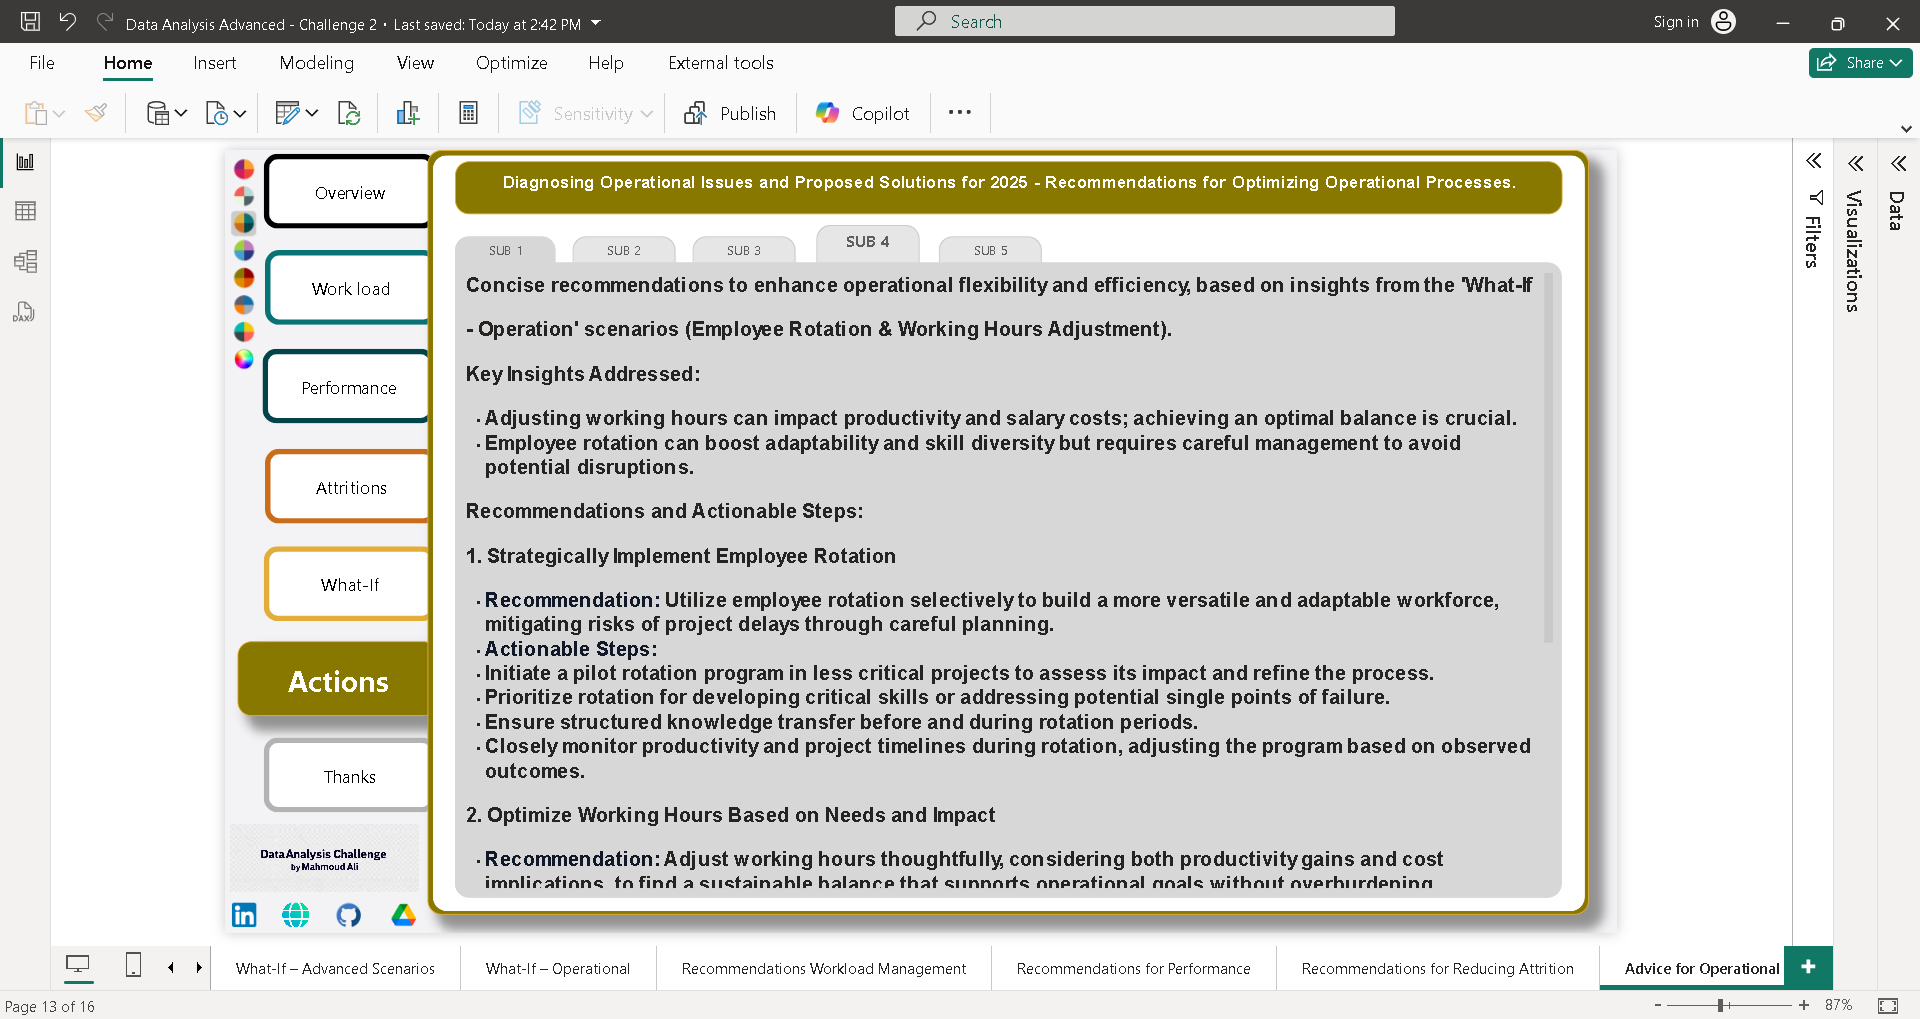 Data Analysis Advanced - Challenge 2 • Last saved: Today at 2:42 PM
Search
Sign in
File
Home
Insert
Modeling
View
Optimize
Help
External tools
Share
Sensitivity
Publish
Copilot
Overview
Work load
Performance
Attritions
What-If
Actions
Thanks
Data Analysis Challenge
by Mahmoud Ali
Diagnosing Operational Issues and Proposed Solutions for 2025 - Recommendations for Optimizing Operational Processes.
SUB 1
SUB 2
SUB 3
SUB 4
SUB 5
Concise recommendations to enhance operational flexibility and efficiency, based on insights from the 'What-If
- Operation' scenarios (Employee Rotation & Working Hours Adjustment).
Key Insights Addressed:
· Adjusting working hours can impact productivity and salary costs; achieving an optimal balance is crucial.
· Employee rotation can boost adaptability and skill diversity but requires careful management to avoid
potential disruptions.
Recommendations and Actionable Steps:
1. Strategically Implement Employee Rotation
· Recommendation: Utilize employee rotation selectively to build a more versatile and adaptable workforce,
mitigating risks of project delays through careful planning.
· Actionable Steps:
· Initiate a pilot rotation program in less critical projects to assess its impact and refine the process.
· Prioritize rotation for developing critical skills or addressing potential single points of failure.
· Ensure structured knowledge transfer before and during rotation periods.
· Closely monitor productivity and project timelines during rotation, adjusting the program based on observed
outcomes.
2. Optimize Working Hours Based on Needs and Impact
· Recommendation: Adjust working hours thoughtfully, considering both productivity gains and cost
implications, to find a sustainable balance that supports operational goals without overburdening
Filters
Visualizations
Data
DAX
What-If – Advanced Scenarios
What-If – Operational
Recommendations Workload Management
Recommendations for Performance
Recommendations for Reducing Attrition
Advice for Operational
Page 13 of 16
87%